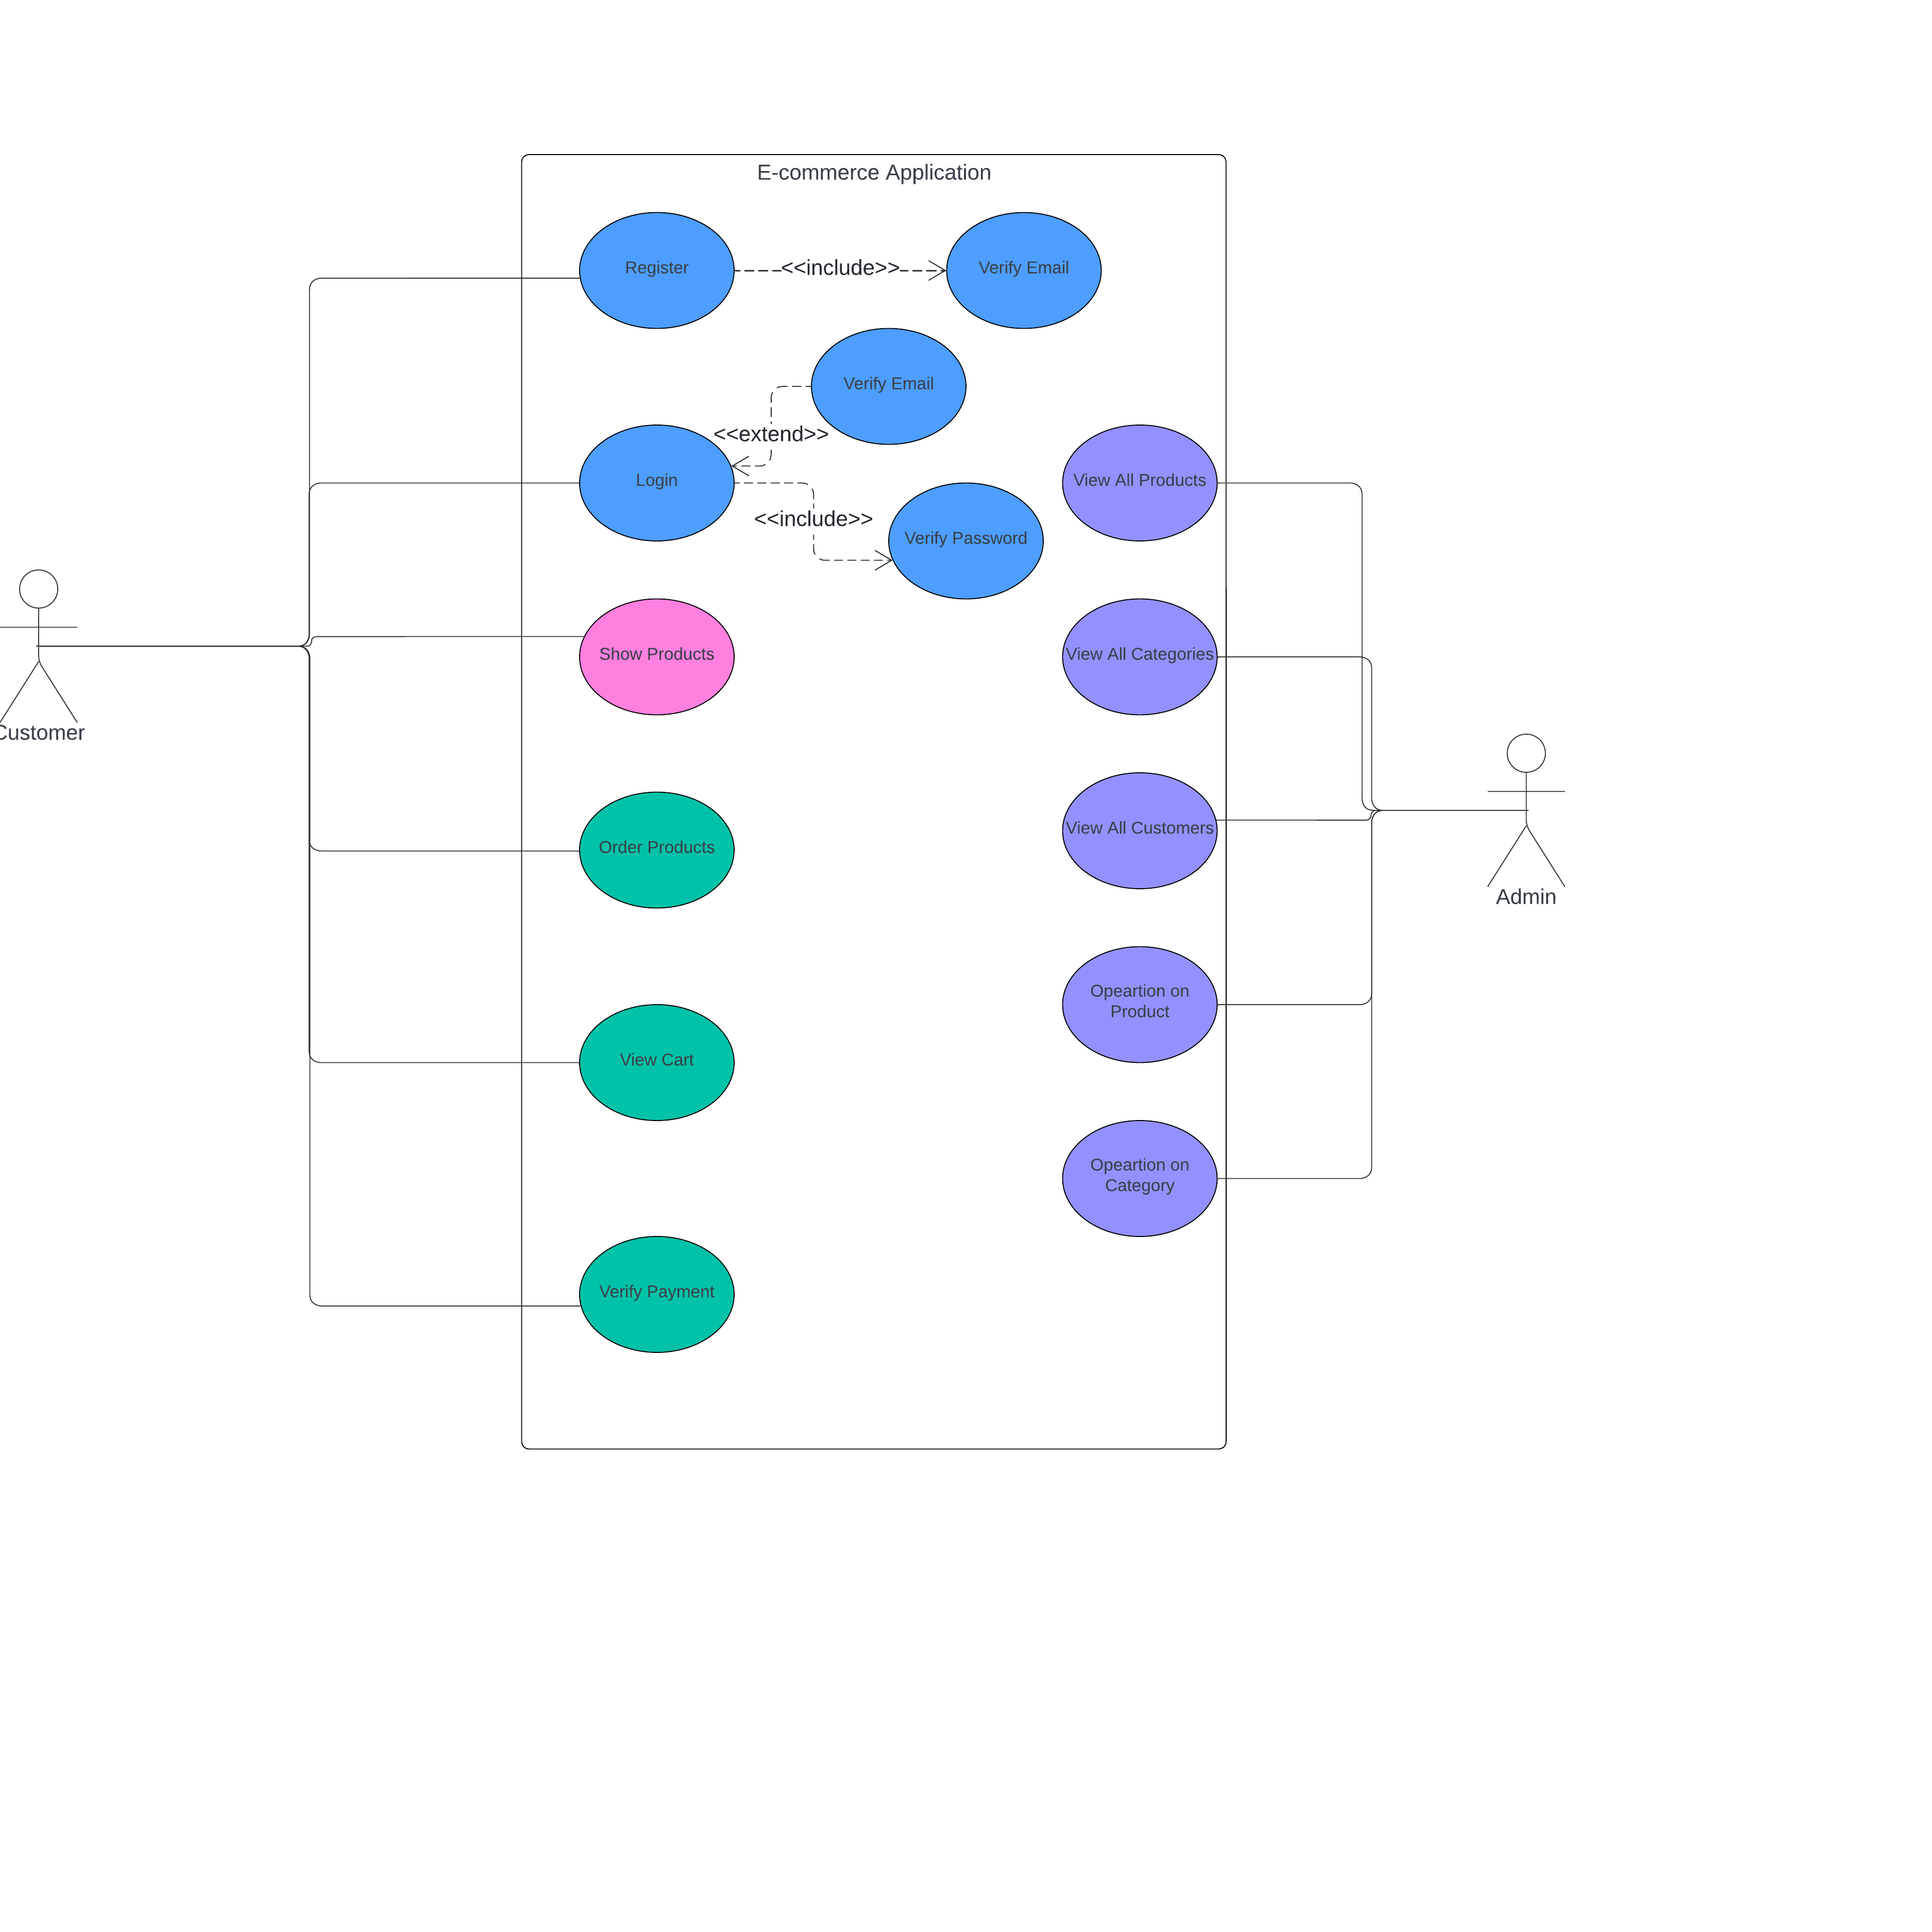 E-commerce Application
Register
<<include>>
Verify Email
Verify Email
<<extend>>
Login
View All Products
<<include>>
Verify Password
Show Products
View All Categories
Customer
View All Customers
Order Products
Admin
Opeartion on
Product
View Cart
Opeartion on
Category
Verify Payment